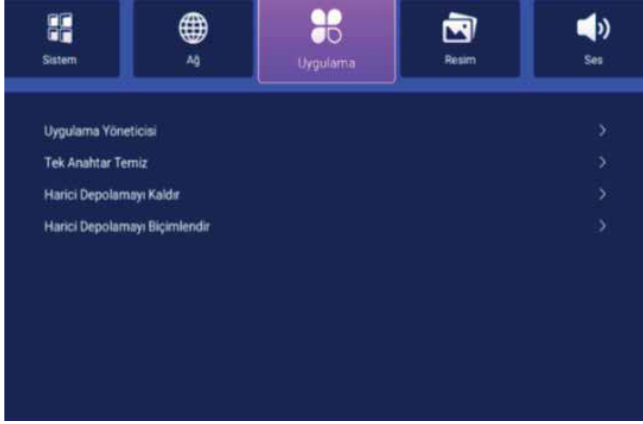 Sistem
Ağ
Uygulama
Resim
Ses
Uygulama Yöneticisi
Tek Anahtar Temiz
Harici Depolamayı Kaldır
Harici Depolamayı Biçimlendir